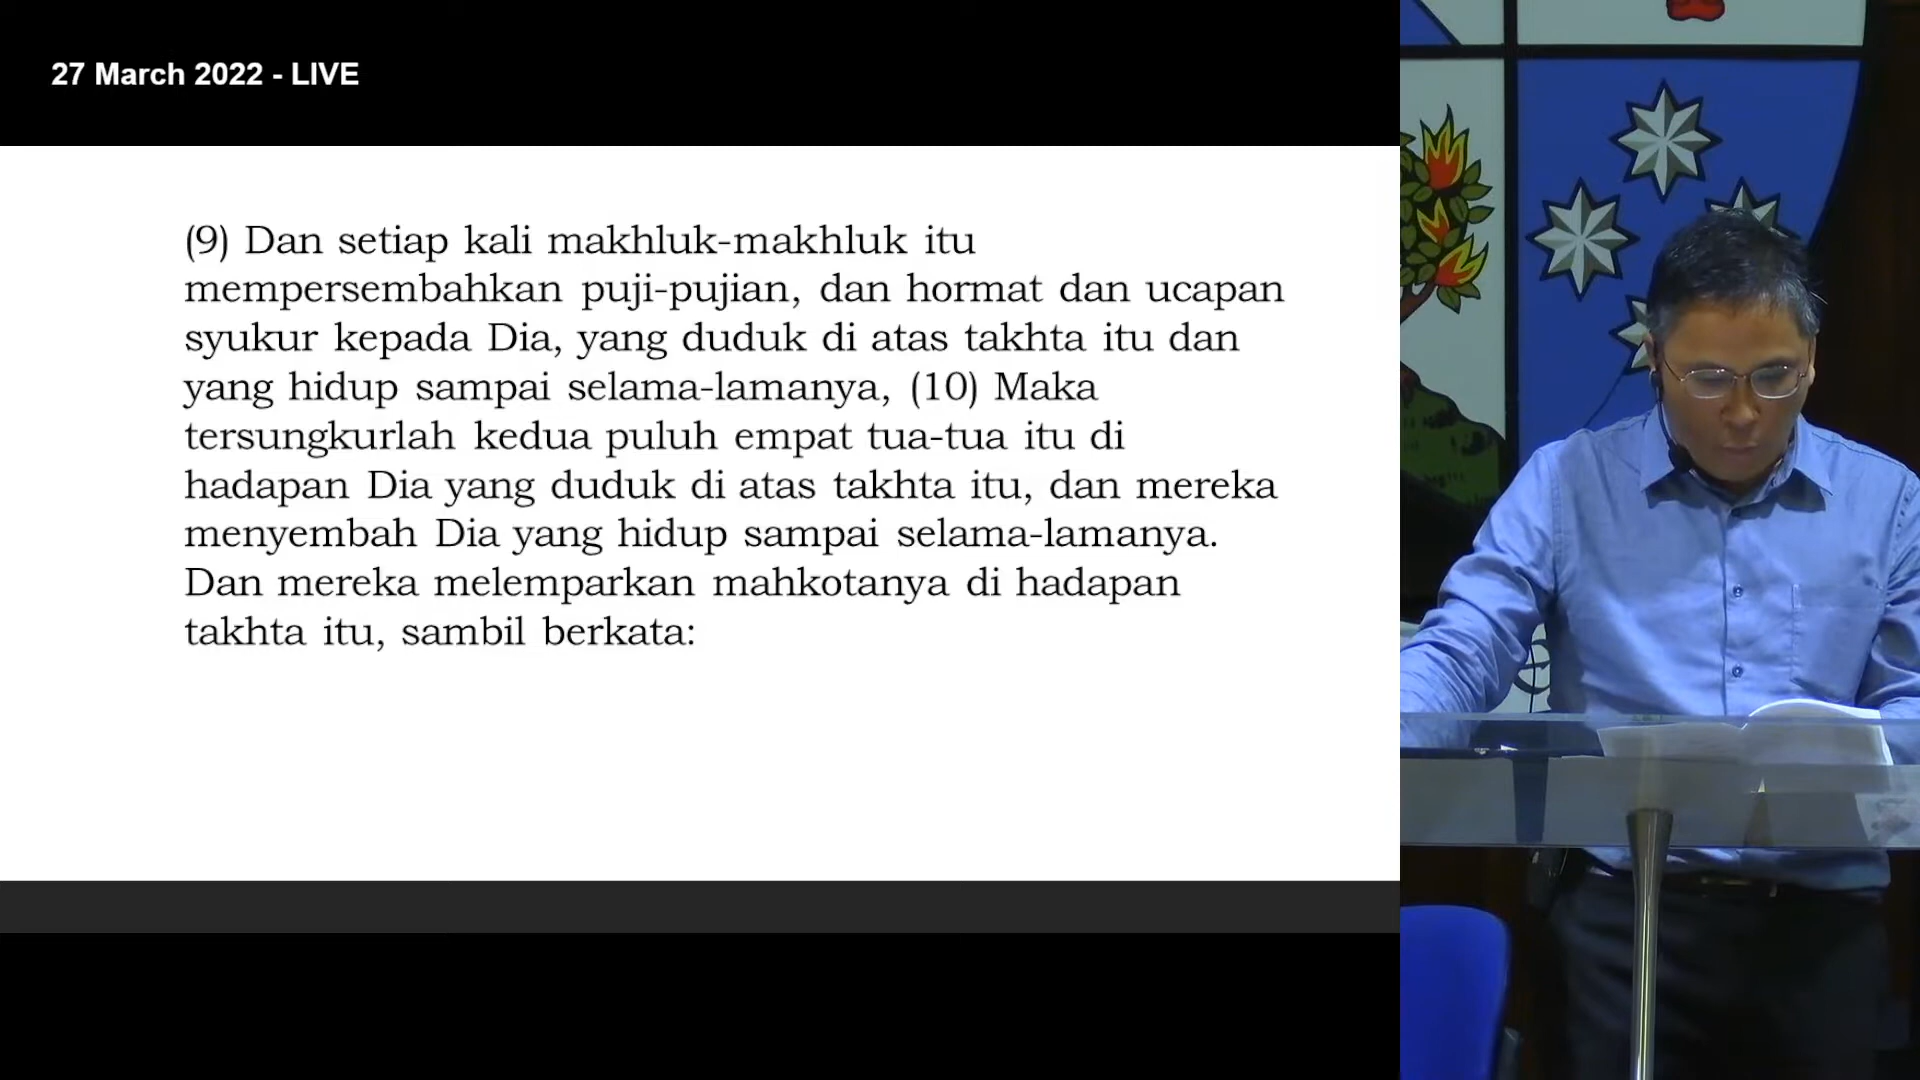 27 March 2022 - LIVE
(9) Dan setiap kali makhluk-makhluk itu
mempersembahkan puji-pujian, dan hormat dan ucapan
syukur kepada Dia, yang duduk di atas takhta itu dan
yang hidup sampai selama-lamanya, (10) Maka
tersungkurlah kedua puluh empat tua-tua itu di
hadapan Dia yang duduk di atas takhta itu, dan mereka
menyembah Dia yang hidup sampai selama-lamanya.
Dan mereka melemparkan mahkotanya di hadapan
takhta itu, sambil berkata: